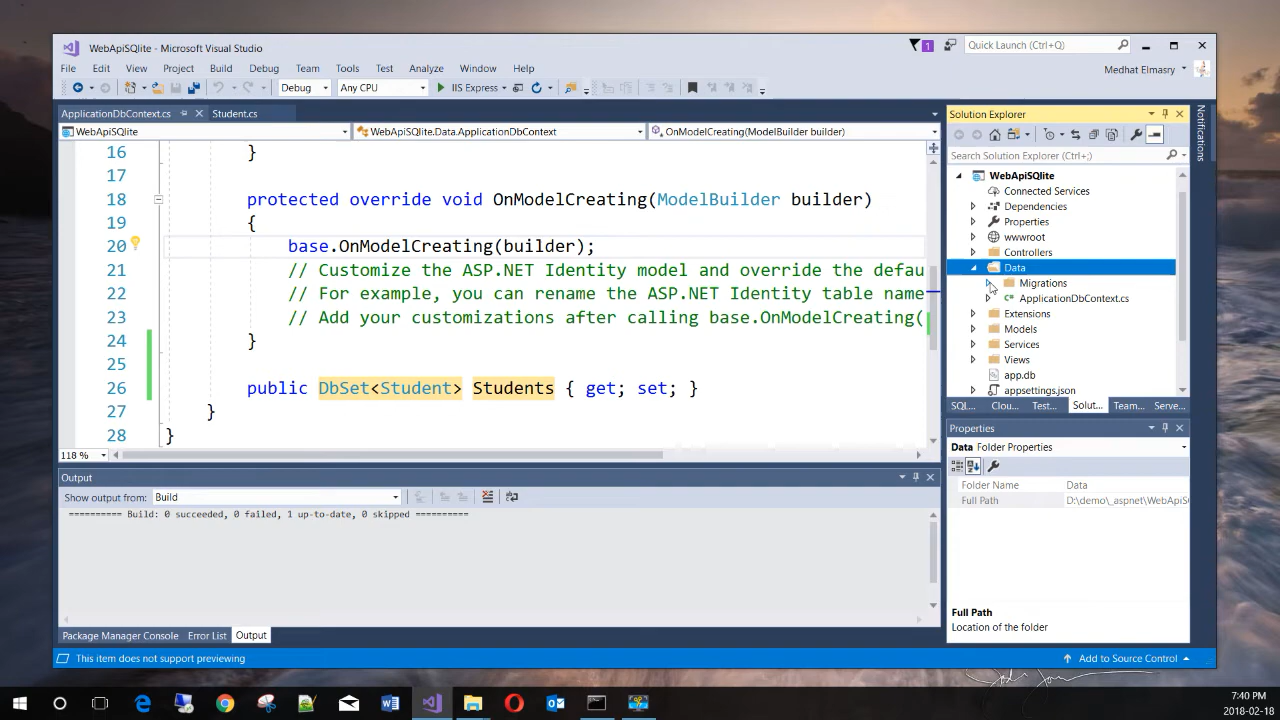 WebApiSQlite - Microsoft Visual Studio
1
Quick Launch (Ctrl+Q)
File Edit View Project Build Debug Team Tools Test Analyze Window Help
Medhat Elmasry
Debug Any CPU IIS Express
ApplicationDbContext.cs Student.cs
WebApiSQlite WebApiSQlite.Data.ApplicationDbContext OnModelCreating(ModelBuilder builder)
16 }
17
18 protected override void OnModelCreating(ModelBuilder builder)
19 {
20 base.OnModelCreating(builder);
21 // Customize the ASP.NET Identity model and override the defau
22 // For example, you can rename the ASP.NET Identity table name
23 // Add your customizations after calling base.OnModelCreating(
24 }
25
26 public DbSet<Student> Students { get; set; }
27 }
28 }
118 %
Output
Show output from: Build
========== Build: 0 succeeded, 0 failed, 1 up-to-date, 0 skipped ==========
Package Manager Console Error List Output
This item does not support previewing
Solution Explorer
Search Solution Explorer (Ctrl+;)
WebApiSQlite
Connected Services
Dependencies
Properties
wwwroot
Controllers
Data
Migrations
C# ApplicationDbContext.cs
Extensions
Models
Services
Views
app.db
appsettings.json
SQL... Clou... Test... Solut... Team... Serve...
Properties
Data Folder Properties
Folder Name Data
Full Path D:\demo\_aspnet\WebApiS
Full Path
Location of the folder
Add to Source Control
Notifications
7:40 PM
2018-02-18